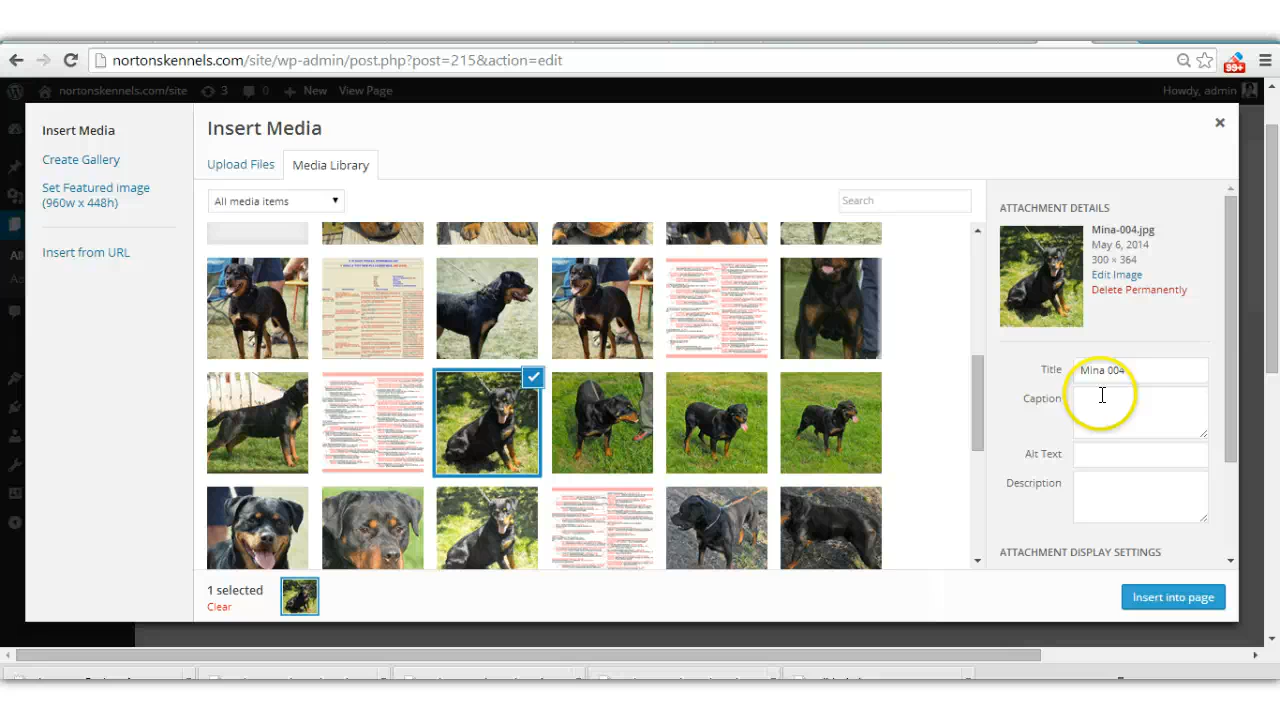 nortonskennels.com/site/wp-admin/post.php?post=215&action=edit
99+
nortonskennels.com/site
3
0
New
View Page
Howdy, admin
Insert Media
Create Gallery
Set Featured image
(960w x 448h)
Insert from URL
Insert Media
Upload Files
Media Library
All media items
Search
ATTACHMENT DETAILS
Mina-004.jpg
May 6, 2014
300 × 364
Edit Image
Delete Permanently
Title
Mina 004
Caption
Alt Text
Description
ATTACHMENT DISPLAY SETTINGS
1 selected
Clear
Insert into page
All